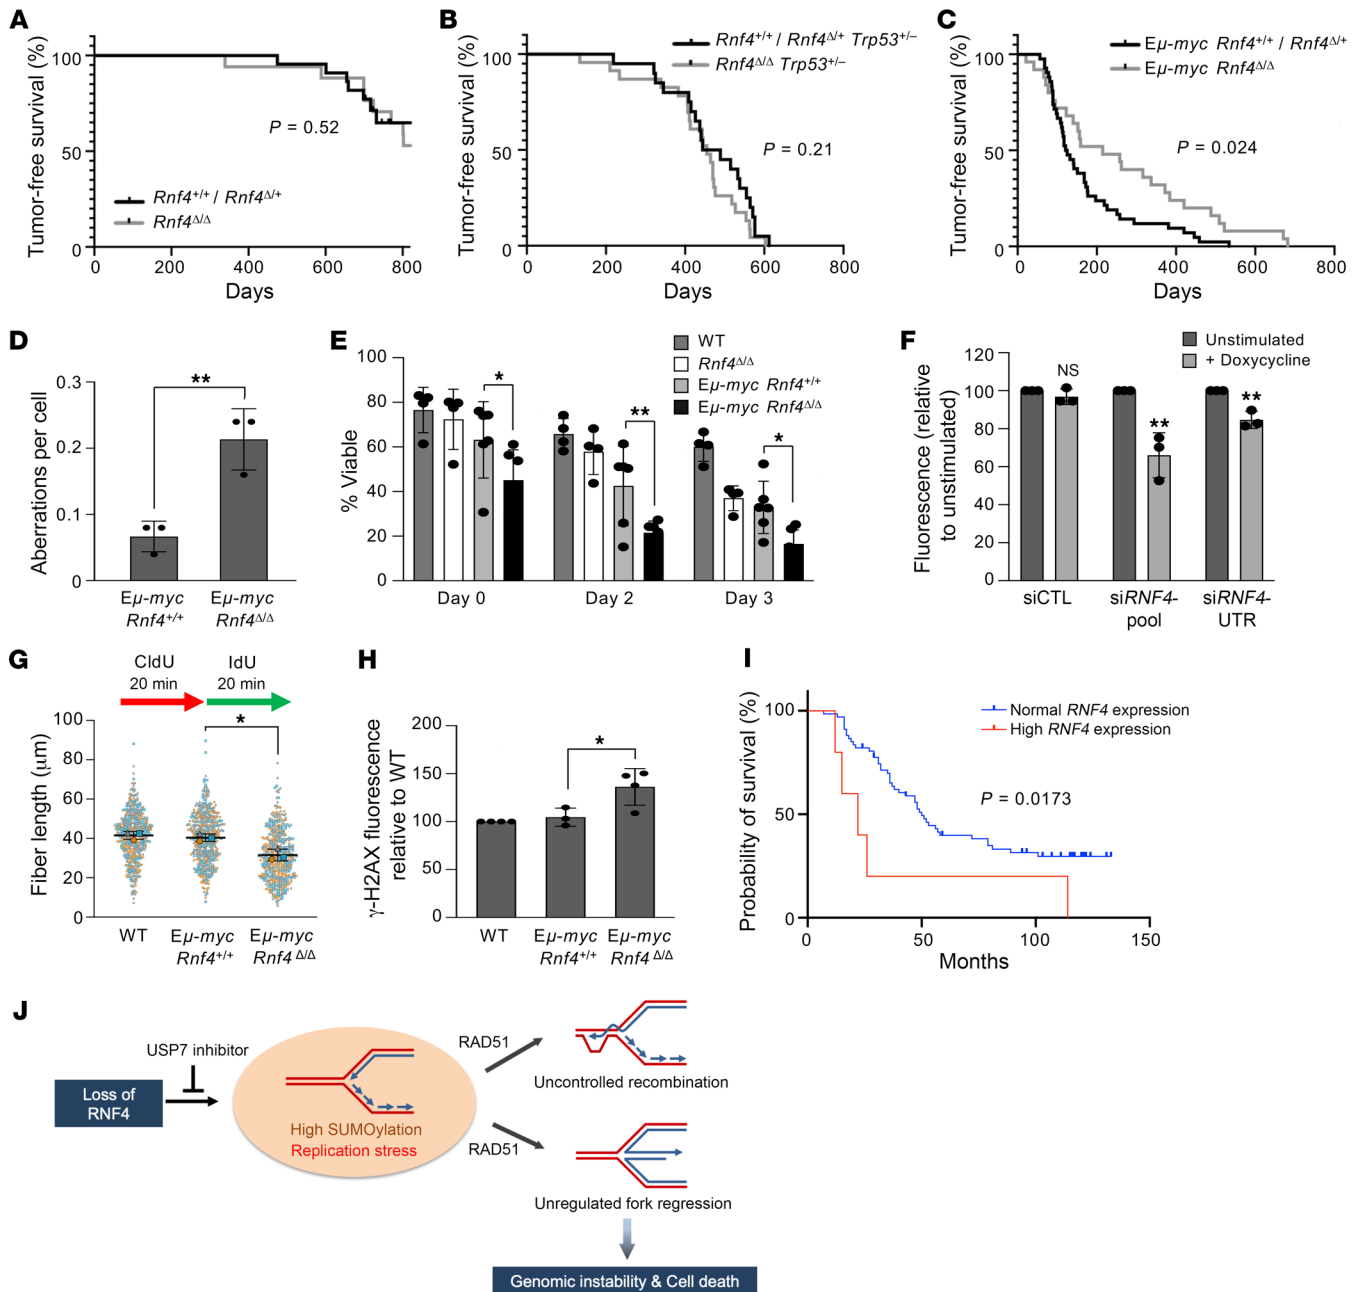 A
Tumor-free survival (%)
100
50
0
P = 0.52
Rnf4+/+ / Rnf4Δ/+
Rnf4Δ/Δ
0 200 400 600 800
Days
B
Tumor-free survival (%)
100
50
0
Rnf4+/+ / Rnf4Δ/+ Trp53+/–
Rnf4Δ/Δ Trp53+/–
P = 0.21
0 200 400 600 800
Days
C
Tumor-free survival (%)
100
50
0
Eμ-myc Rnf4+/+ / Rnf4Δ/+
Eμ-myc Rnf4Δ/Δ
P = 0.024
0 200 400 600 800
Days
D
Aberrations per cell
0.3
0.2
0.1
0
**
Eμ-myc
Rnf4+/+
Eμ-myc
Rnf4Δ/Δ
E
% Viable
100
80
60
40
20
0
WT
Rnf4Δ/Δ
Eμ-myc Rnf4+/+
Eμ-myc Rnf4Δ/Δ
*
**
*
Day 0 Day 2 Day 3
F
Fluorescence (relative
to unstimulated)
120
100
80
60
40
20
0
Unstimulated
+ Doxycycline
NS
**
**
siCTL
siRNF4-
pool
siRNF4-
UTR
G
CldU
20 min
IdU
20 min
*
Fiber length (μm)
100
80
60
40
20
0
WT
Eμ-myc
Rnf4+/+
Eμ-myc
Rnf4 Δ/Δ
H
γ-H2AX fluorescence
relative to WT
200
150
100
50
0
*
WT
Eμ-myc
Rnf4+/+
Eμ-myc
Rnf4 Δ/Δ
I
Probability of survival (%)
100
50
0
Normal RNF4 expression
High RNF4 expression
P = 0.0173
0 50 100 150
Months
J
USP7 inhibitor
Loss of
RNF4
High SUMOylation
Replication stress
RAD51
Uncontrolled recombination
RAD51
Unregulated fork regression
Genomic instability & Cell death